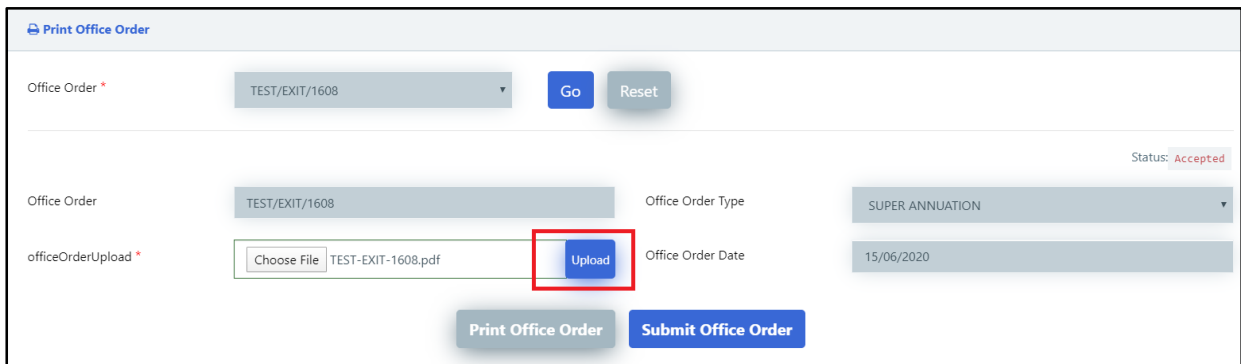 Print Office Order
Office Order * TEST/EXIT/1608 Go Reset
Status: Accepted
Office Order TEST/EXIT/1608 Office Order Type SUPER ANNUATION
officeOrderUpload * Choose File TEST-EXIT-1608.pdf Upload Office Order Date 15/06/2020
Print Office Order Submit Office Order